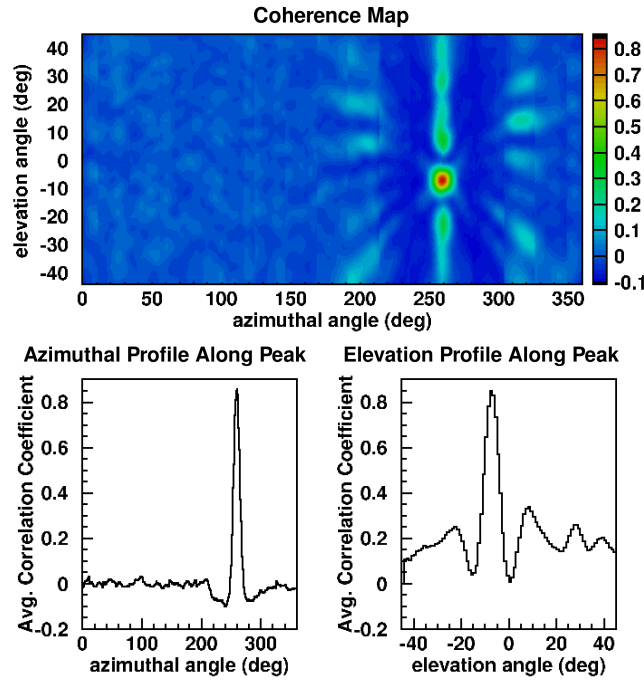 Coherence Map
elevation angle (deg)
40
30
20
10
0
-10
-20
-30
-40
0 50 100 150 200 250 300 350
azimuthal angle (deg)
0.8
0.7
0.6
0.5
0.4
0.3
0.2
0.1
0
-0.1
Azimuthal Profile Along Peak
Avg. Correlation Coefficient
0.8
0.6
0.4
0.2
0
-0.2
0 100 200 300
azimuthal angle (deg)
Elevation Profile Along Peak
Avg. Correlation Coefficient
0.8
0.6
0.4
0.2
0
-0.2
-40 -20 0 20 40
elevation angle (deg)